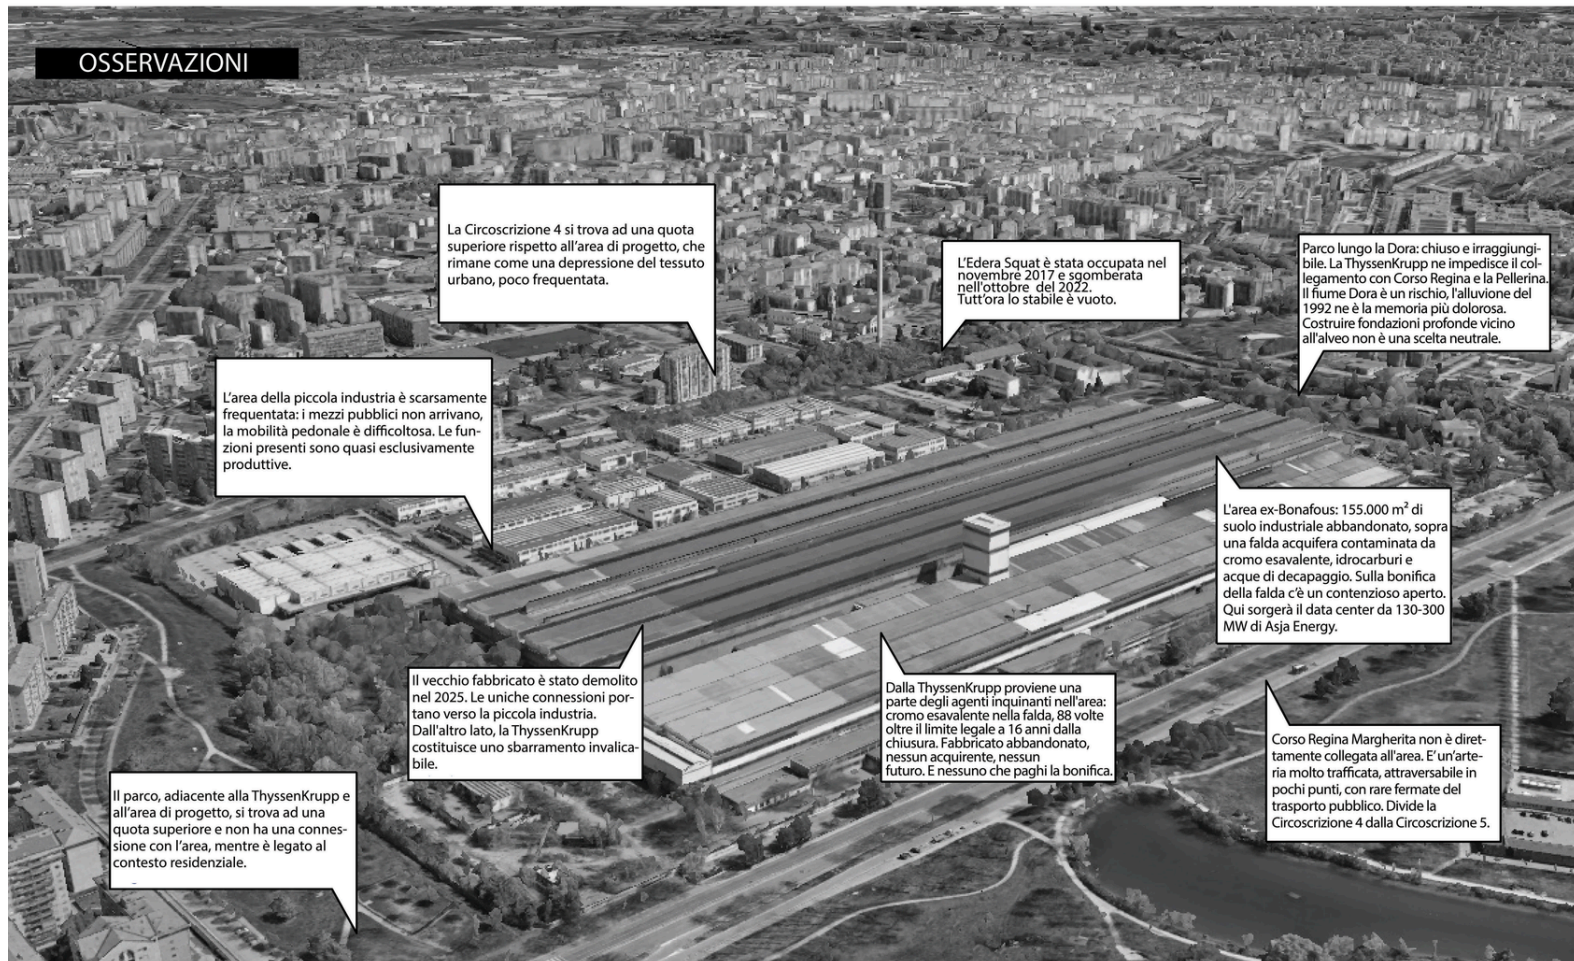 OSSERVAZIONI
La Circoscrizione 4 si trova ad una quota
superiore rispetto all'area di progetto, che
rimane come una depressione del tessuto
urbano, poco frequentata.
L'Edera Squat è stata occupata nel
novembre 2017 e sgomberata
nell'ottobre del 2022.
Tutt'ora lo stabile è vuoto.
Parco lungo la Dora: chiuso e irraggiungi-
bile. La ThyssenKrupp ne impedisce il col-
legamento con Corso Regina e la Pellerina.
Il fiume Dora è un rischio, l'alluvione del
1992 ne è la memoria più dolorosa.
Costruire fondazioni profonde vicino
all'alveo non è una scelta neutrale.
L'area della piccola industria è scarsamente
frequentata: i mezzi pubblici non arrivano,
la mobilità pedonale è difficoltosa. Le fun-
zioni presenti sono quasi esclusivamente
produttive.
L'area ex-Bonafous: 155.000 m² di
suolo industriale abbandonato, sopra
una falda acquifera contaminata da
cromo esavalente, idrocarburi e
acque di decapaggio. Sulla bonifica
della falda c'è un contenzioso aperto.
Qui sorgerà il data center da 130-300
MW di Asja Energy.
Il vecchio fabbricato è stato demolito
nel 2025. Le uniche connessioni por-
tano verso la piccola industria.
Dall'altro lato, la ThyssenKrupp
costituisce uno sbarramento invalica-
bile.
Dalla ThyssenKrupp proviene una
parte degli agenti inquinanti nell'area:
cromo esavalente nella falda, 88 volte
oltre il limite legale a 16 anni dalla
chiusura. Fabbricato abbandonato,
nessun acquirente, nessun
futuro. E nessuno che paghi la bonifica.
Corso Regina Margherita non è diret-
tamente collegata all'area. E' un'arte-
ria molto trafficata, attraversabile in
pochi punti, con rare fermate del
trasporto pubblico. Divide la
Circoscrizione 4 dalla Circoscrizione 5.
Il parco, adiacente alla ThyssenKrupp e
all'area di progetto, si trova ad una
quota superiore e non ha una connes-
sione con l'area, mentre è legato al
contesto residenziale.